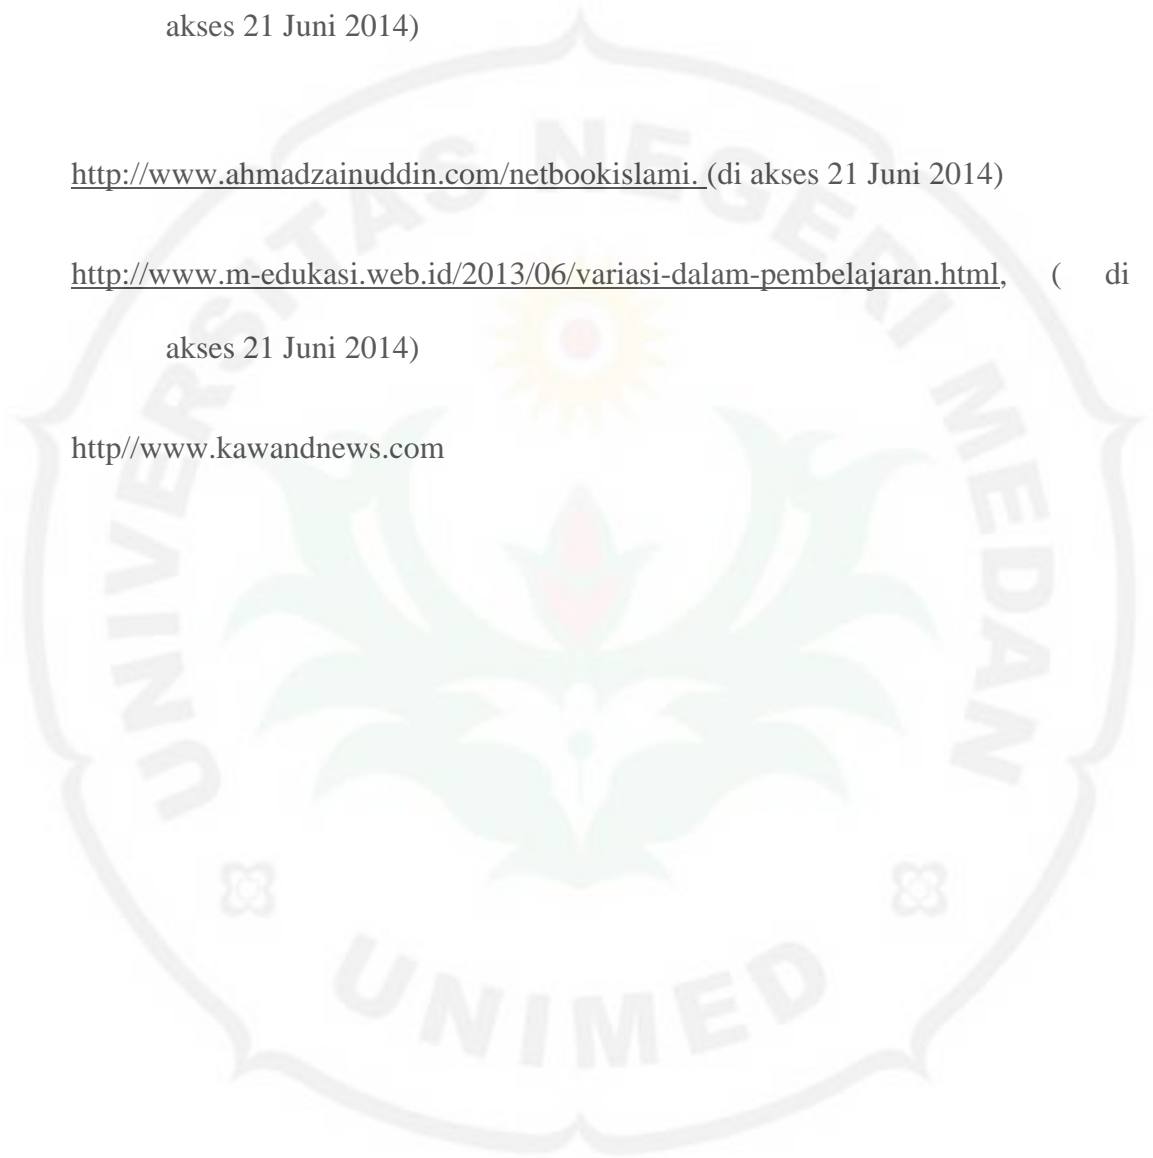 akses 21 Juni 2014)
http://www.ahmadzainuddin.com/netbookislami. (di akses 21 Juni 2014)
http://www.m-edukasi.web.id/2013/06/variasi-dalam-pembelajaran.html, ( di
akses 21 Juni 2014)
http//www.kawandnews.com
UNIVERSITAS NEGERI MEDAN
UNIMED